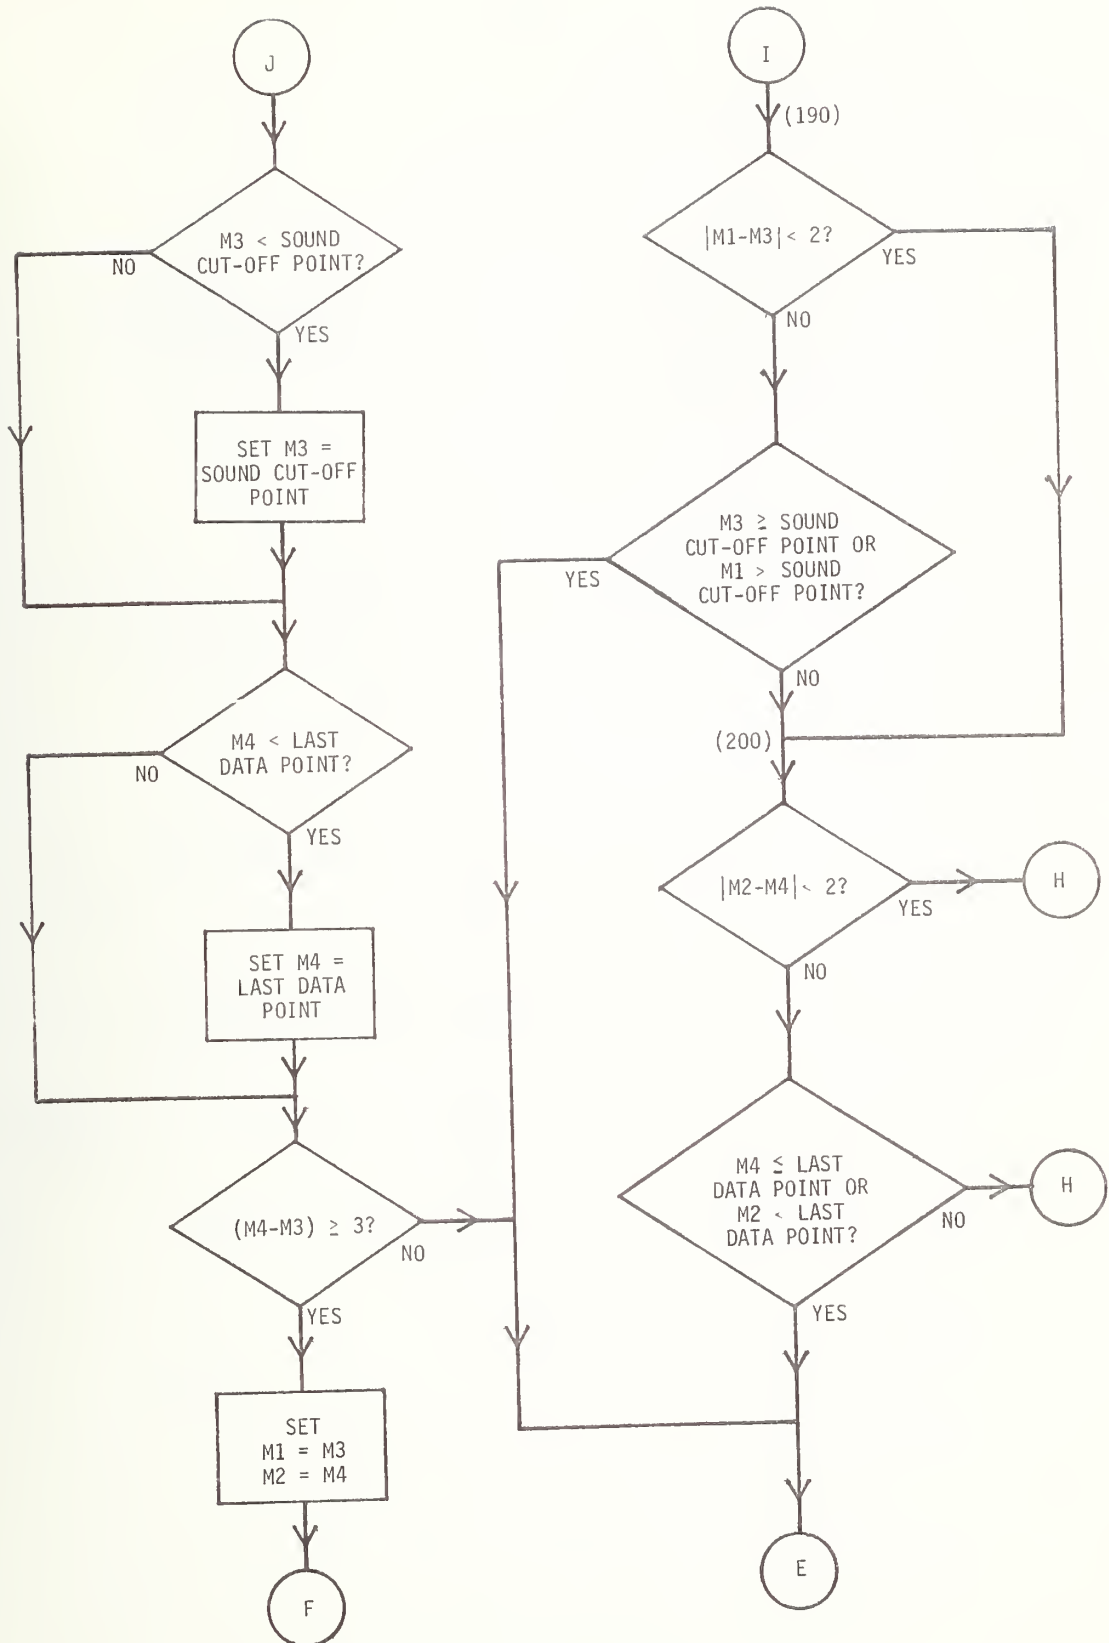 J
M3 < SOUND
CUT-OFF POINT?
NO
YES
SET M3 =
SOUND CUT-OFF
POINT
M4 < LAST
DATA POINT?
NO
YES
SET M4 =
LAST DATA
POINT
(M4-M3) ≥ 3?
NO
YES
SET
M1 = M3
M2 = M4
F
I
(190)
|M1-M3| < 2?
YES
NO
M3 ≥ SOUND
CUT-OFF POINT OR
M1 > SOUND
CUT-OFF POINT?
YES
NO
(200)
|M2-M4| < 2?
YES
H
NO
M4 ≤ LAST
DATA POINT OR
M2 < LAST
DATA POINT?
NO
H
YES
E